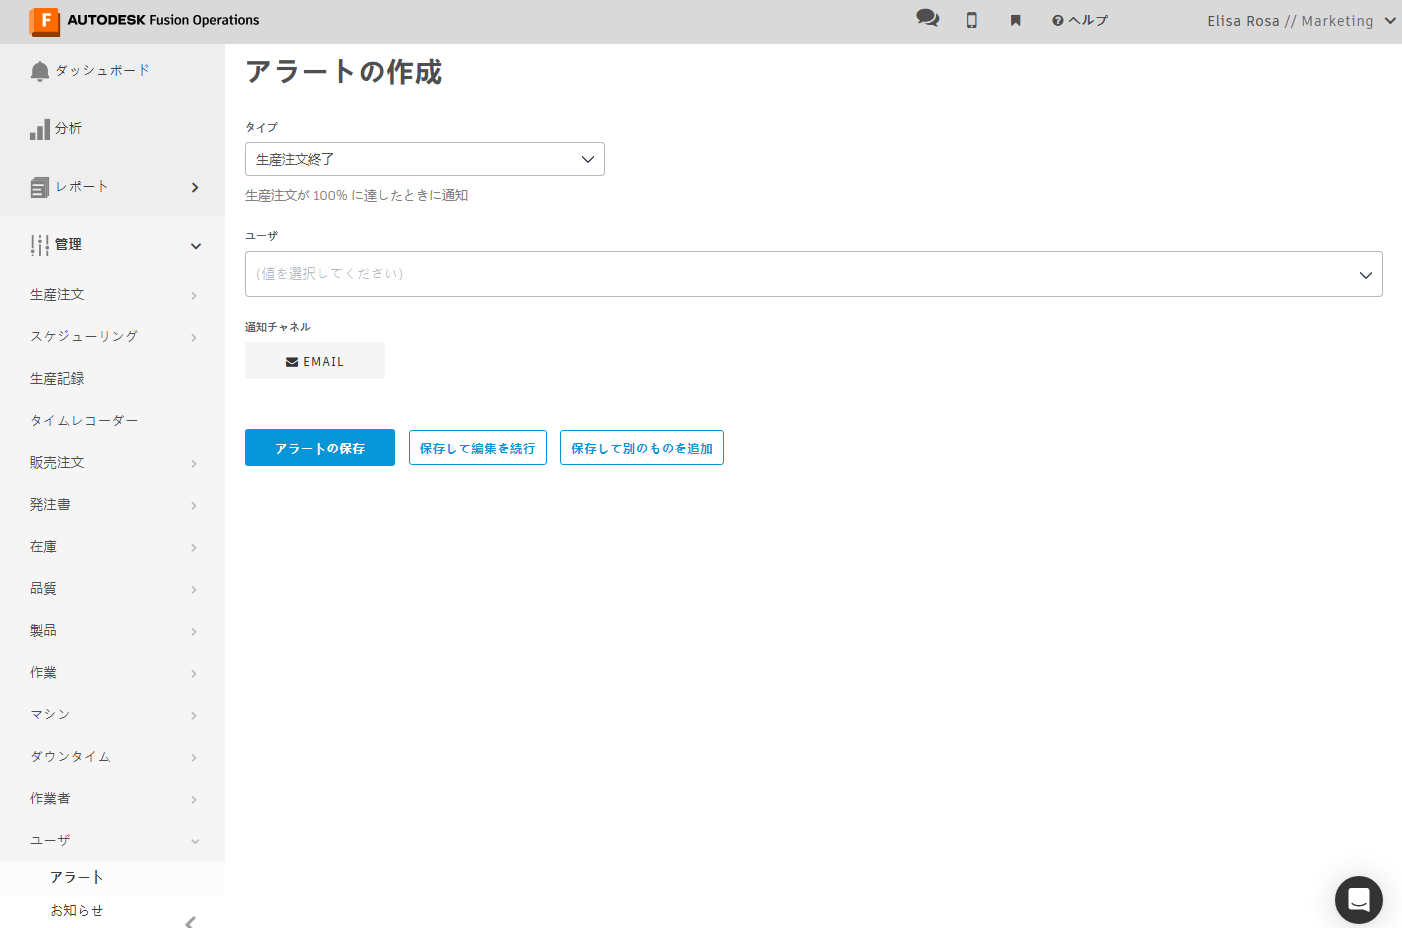 AUTODESK Fusion Operations
ヘルプ
Elisa Rosa // Marketing
ダッシュボード
分析
レポート
管理
生産注文
スケジューリング
生産記録
タイムレコーダー
販売注文
発注書
在庫
品質
製品
作業
マシン
ダウンタイム
作業者
ユーザ
アラート
お知らせ
アラートの作成
タイプ
生産注文終了
生産注文が 100% に達したときに通知
ユーザ
(値を選択してください)
通知チャネル
EMAIL
アラートの保存
保存して編集を続行
保存して別のものを追加